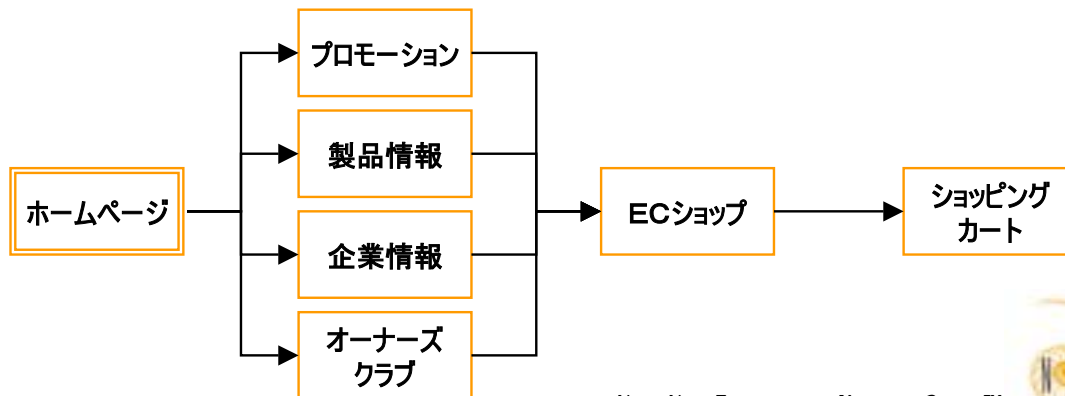 ホームページ
プロモーション
製品情報
企業情報
オーナーズ
クラブ
ECショップ
ショッピング
カート